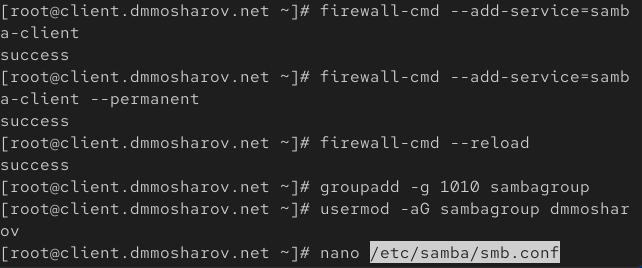 [root@client.dmmosharov.net ~]# firewall-cmd --add-service=samb
a-client
success
[root@client.dmmosharov.net ~]# firewall-cmd --add-service=samb
a-client --permanent
success
[root@client.dmmosharov.net ~]# firewall-cmd --reload
success
[root@client.dmmosharov.net ~]# groupadd -g 1010 sambagroup
[root@client.dmmosharov.net ~]# usermod -aG sambagroup dmmoshar
ov
[root@client.dmmosharov.net ~]# nano /etc/samba/smb.conf